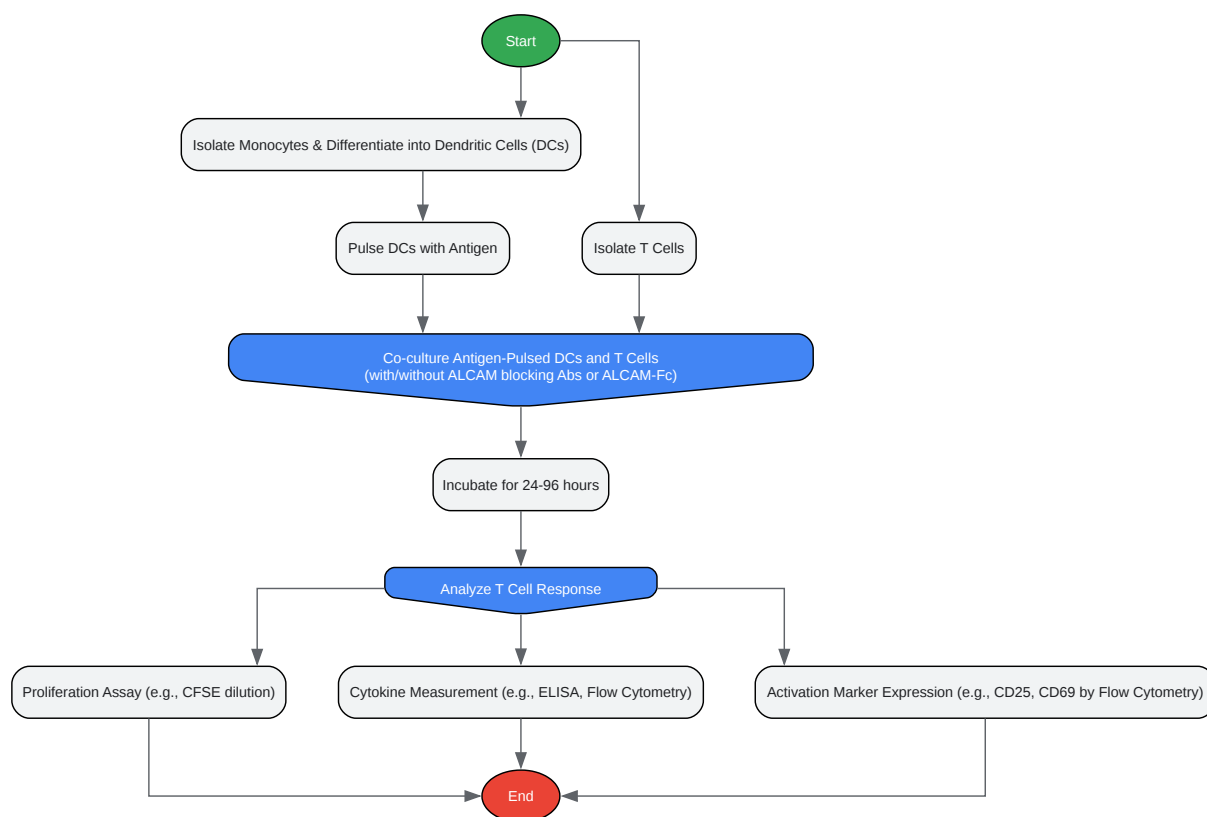 Start
Isolate Monocytes & Differentiate into Dendritic Cells (DCs)
Pulse DCs with Antigen
Isolate T Cells
Co-culture Antigen-Pulsed DCs and T Cells
(with/without ALCAM blocking Abs or ALCAM-Fc)
Incubate for 24-96 hours
Analyze T Cell Response
Proliferation Assay (e.g., CFSE dilution)
Cytokine Measurement (e.g., ELISA, Flow Cytometry)
Activation Marker Expression (e.g., CD25, CD69 by Flow Cytometry)
End